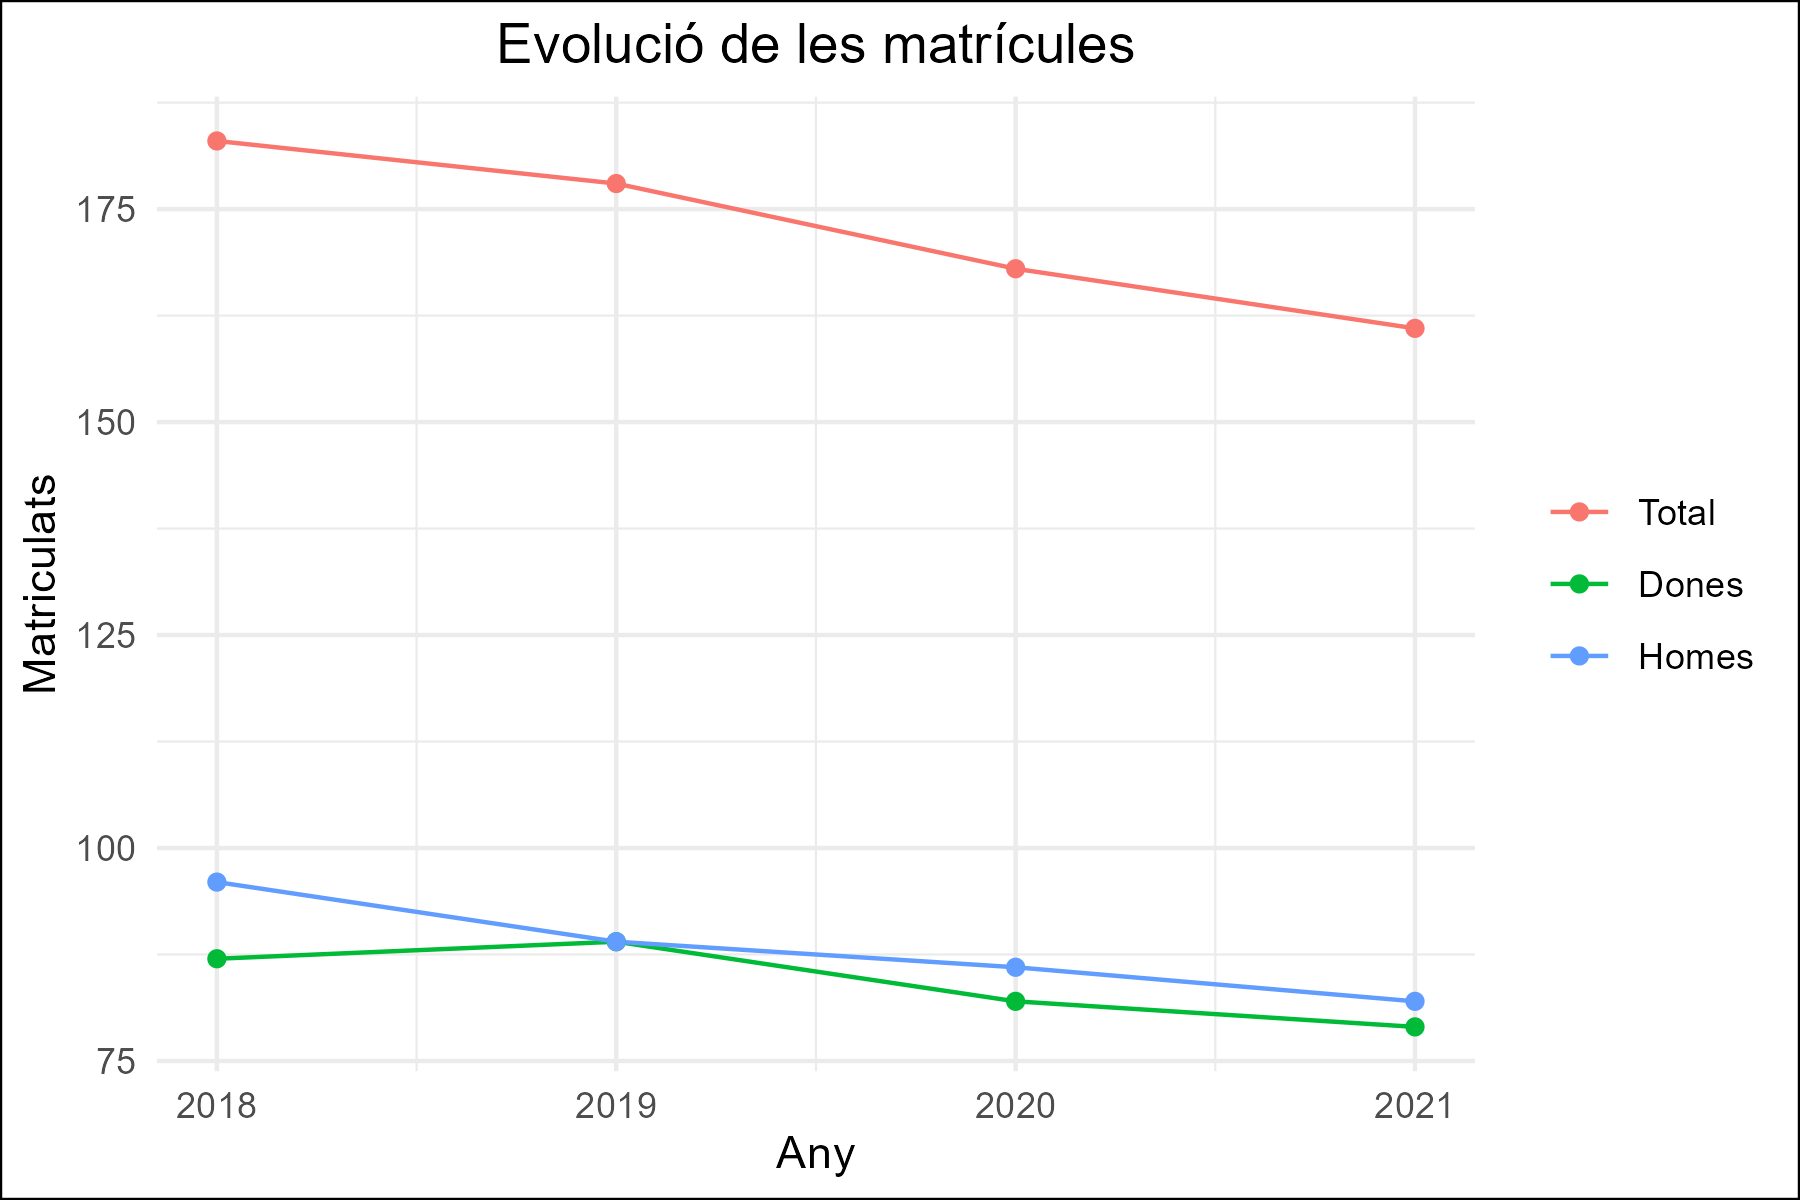 Evolució de les matrícules
Matriculats
175
150
125
100
75
2018 2019 2020 2021
Any
Total
Dones
Homes